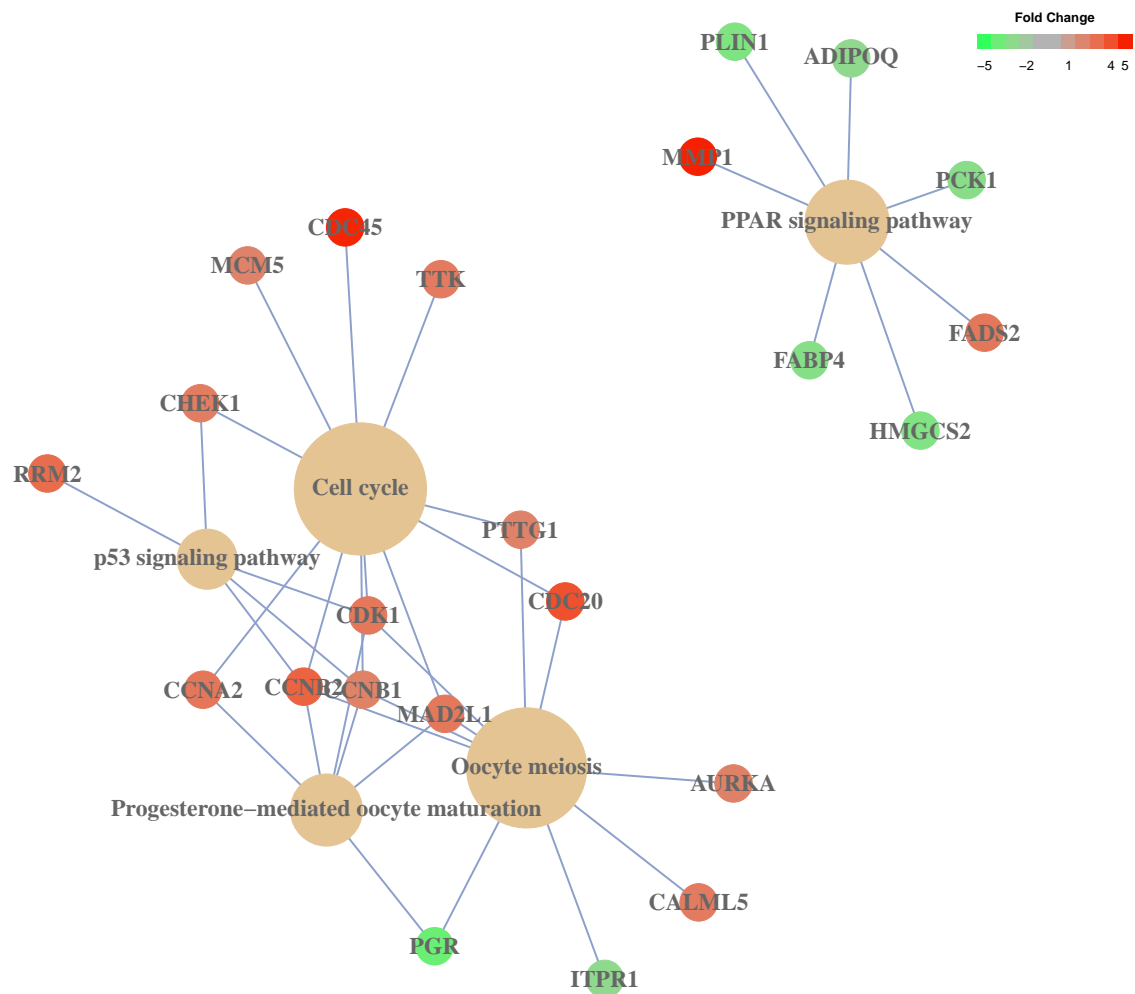 Fold Change
−5 −2 1 4 5
PLIN1
ADIPOQ
MMP1
PCK1
PPAR signaling pathway
CDC45
MCM5
TTK
FADS2
FABP4
CHEK1
HMGCS2
RRM2
Cell cycle
PTTG1
p53 signaling pathway
CDC20
CDK1
CCNA2
CCNB2
CCNB1
MAD2L1
Oocyte meiosis
AURKA
Progesterone−mediated oocyte maturation
CALML5
PGR
ITPR1